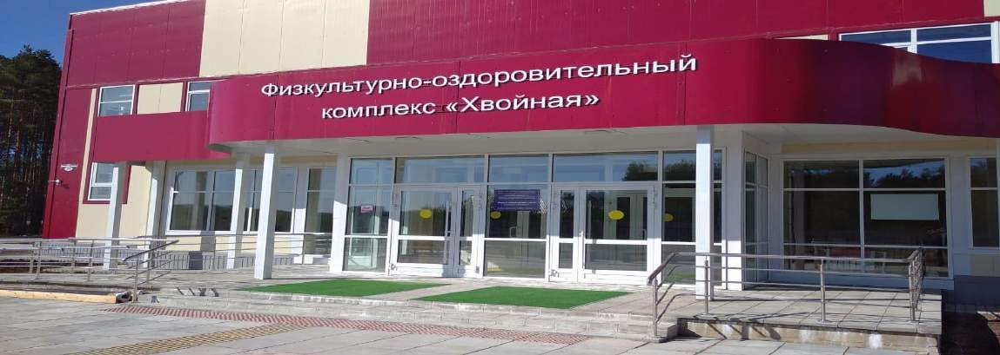 Физкультурно-оздоровительный
комплекс «Хвойная»